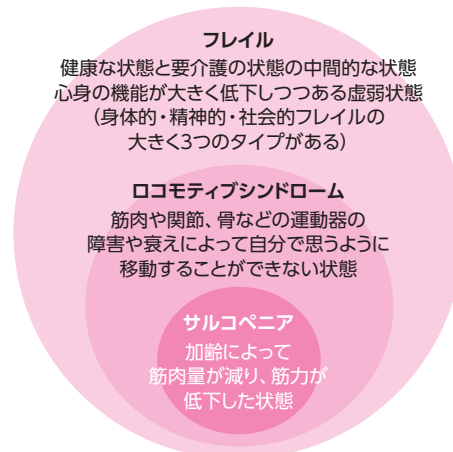 フレイル
健康な状態と要介護の状態の中間的な状態
心身の機能が大きく低下しつつある虚弱状態
（身体的・精神的・社会的フレイルの
大きく3つのタイプがある）
ロコモティブシンドローム
筋肉や関節、骨などの運動器の
障害や衰えによって自分で思うように
移動することができない状態
サルコペニア
加齢によって
筋肉量が減り、筋力が
低下した状態